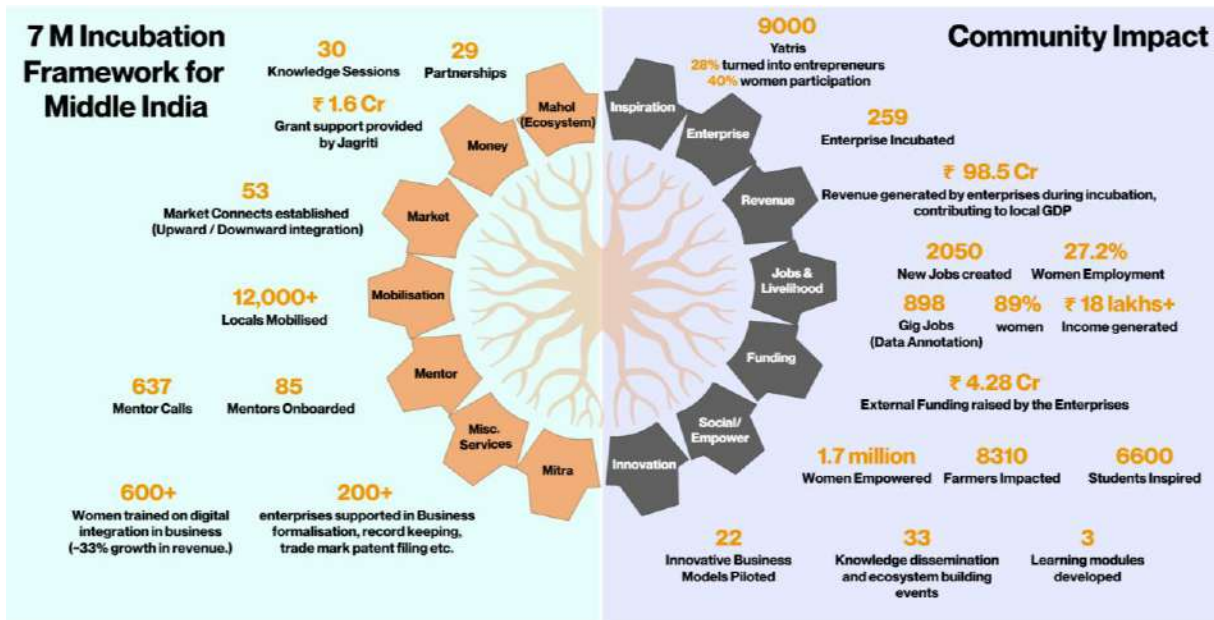 7 M Incubation
Framework for
Middle India
30
Knowledge Sessions
29
Partnerships
₹ 1.6 Cr
Grant support provided
by Jagriti
53
Market Connects established
(Upward / Downward integration)
12,000+
Locals Mobilised
637
Mentor Calls
85
Mentors Onboarded
600+
Women trained on digital
integration in business
(~33% growth in revenue.)
200+
enterprises supported in Business
formalisation, record keeping,
trade mark patent filing etc.
Mahol
(Ecosystem)
Money
Market
Mobilisation
Mentor
Misc.
Services
Mitra
Inspiration
Enterprise
Revenue
Jobs &
Livelihood
Funding
Social/
Empower
Innovation
Community Impact
9000
Yatris
28% turned into entrepreneurs
40% women participation
259
Enterprise Incubated
₹ 98.5 Cr
Revenue generated by enterprises during incubation,
contributing to local GDP
2050
New Jobs created
27.2%
Women Employment
898
Gig Jobs
(Data Annotation)
89%
women
₹ 18 lakhs+
Income generated
₹ 4.28 Cr
External Funding raised by the Enterprises
1.7 million
Women Empowered
8310
Farmers Impacted
6600
Students Inspired
22
Innovative Business
Models Piloted
33
Knowledge dissemination
and ecosystem building
events
3
Learning modules
developed